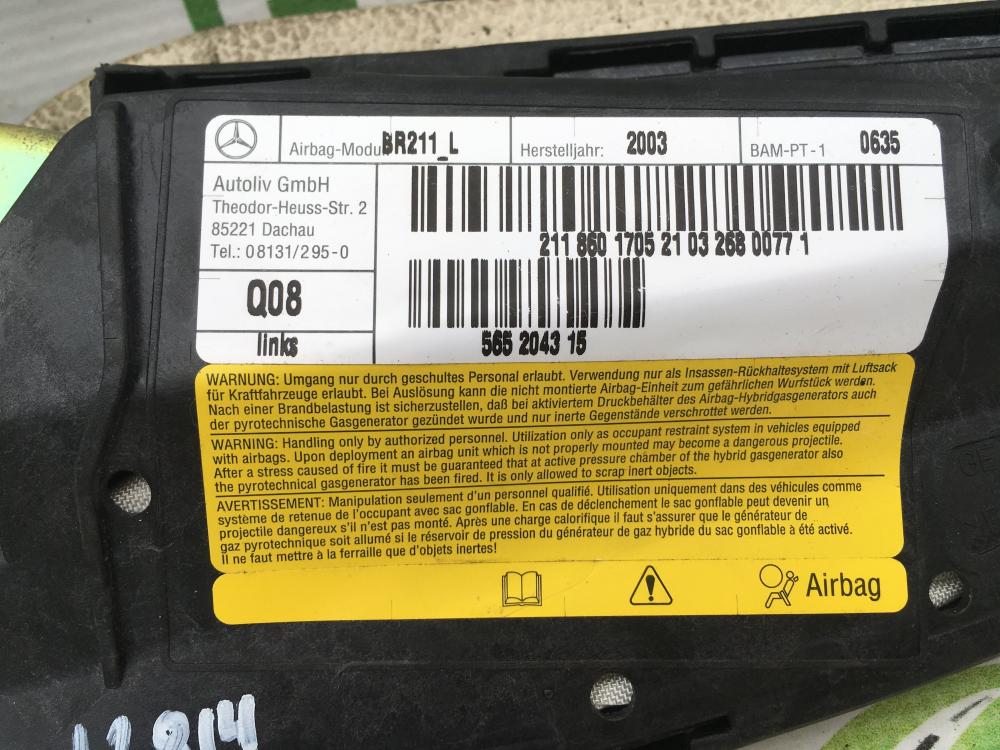 Airbag-Modul BR211_L
Herstelljahr: 2003
BAM-PT-1 0635
Autoliv GmbH
Theodor-Heuss-Str. 2
85221 Dachau
Tel.: 08131/295-0
211 860 1705 21 03 268 0077 1
Q08
links
565 2043 15
WARNUNG: Umgang nur durch geschultes Personal erlaubt. Verwendung nur als Insassen-Rückhaltesystem mit Luftsack
für Kraftfahrzeuge erlaubt. Bei Auslösung kann die nicht montierte Airbag-Einheit zum gefährlichen Wurfstück werden.
Nach einer Brandbelastung ist sicherzustellen, daß bei aktiviertem Druckbehälter des Airbag-Hybridgasgenerators auch
der pyrotechnische Gasgenerator gezündet wurde und nur inerte Gegenstände verschrottet werden.
WARNING: Handling only by authorized personnel. Utilization only as occupant restraint system in vehicles equipped
with airbags. Upon deployment an airbag unit which is not properly mounted may become a dangerous projectile.
After a stress caused of fire it must be guaranteed that at active pressure chamber of the hybrid gasgenerator also
the pyrotechnical gasgenerator has been fired. It is only allowed to scrap inert objects.
AVERTISSEMENT: Manipulation seulement d'un personnel qualifié. Utilisation uniquement dans des véhicules comme
système de retenue de l'occupant avec sac gonflable. En cas de déclenchement le sac gonflable peut devenir un
projectile dangereux s'il n'est pas monté. Après une charge calorifique il faut s'assurer que le générateur de
gaz pyrotechnique soit allumé si le réservoir de pression du générateur de gaz hybride du sac gonflable à été activé.
Il ne faut mettre à la ferraille que d'objets inertes!
Airbag